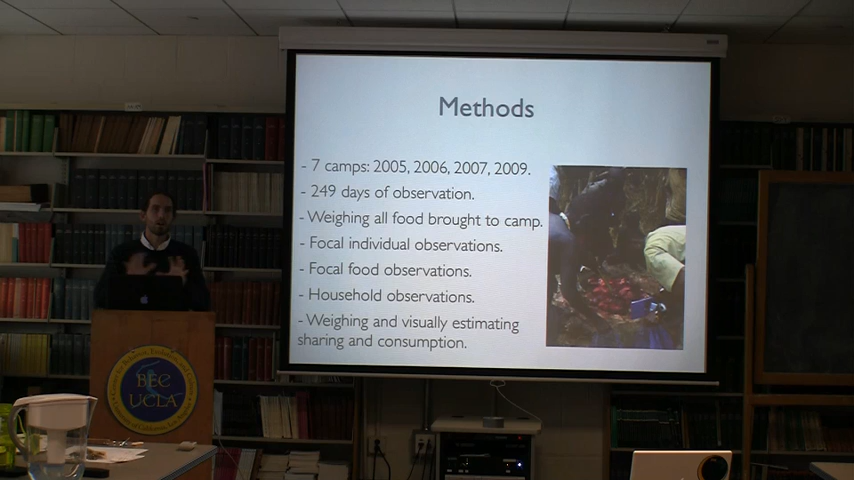 Methods
- 7 camps: 2005, 2006, 2007, 2009.
- 249 days of observation.
- Weighing all food brought to camp.
- Focal individual observations.
- Focal food observations.
- Household observations.
- Weighing and visually estimating
sharing and consumption.
BEC
UCLA